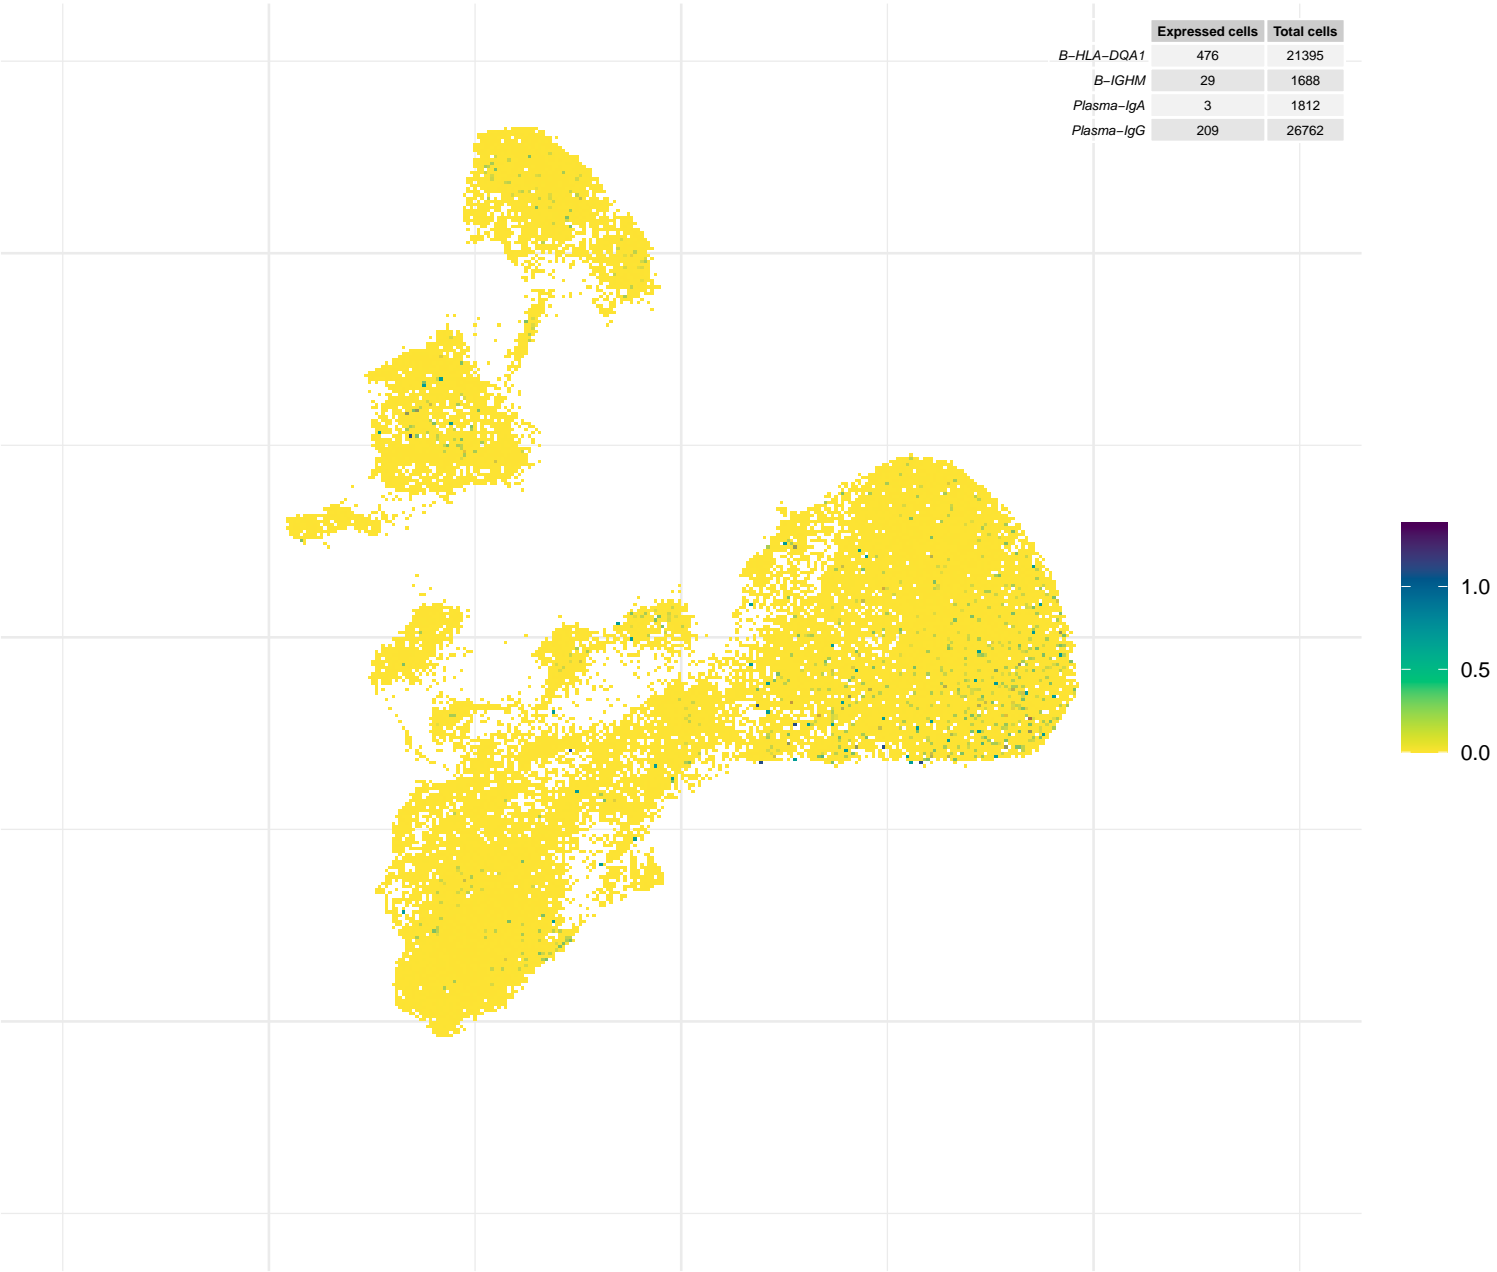 Expressed cells Total cells
B−HLA−DQA1 476 21395
B−IGHM 29 1688
Plasma−IgA 3 1812
Plasma−IgG 209 26762
1.0
0.5
0.0